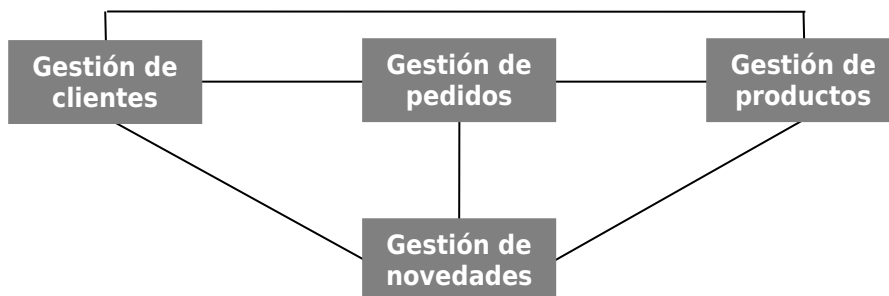 Gestión de
clientes
Gestión de
pedidos
Gestión de
productos
Gestión de
novedades